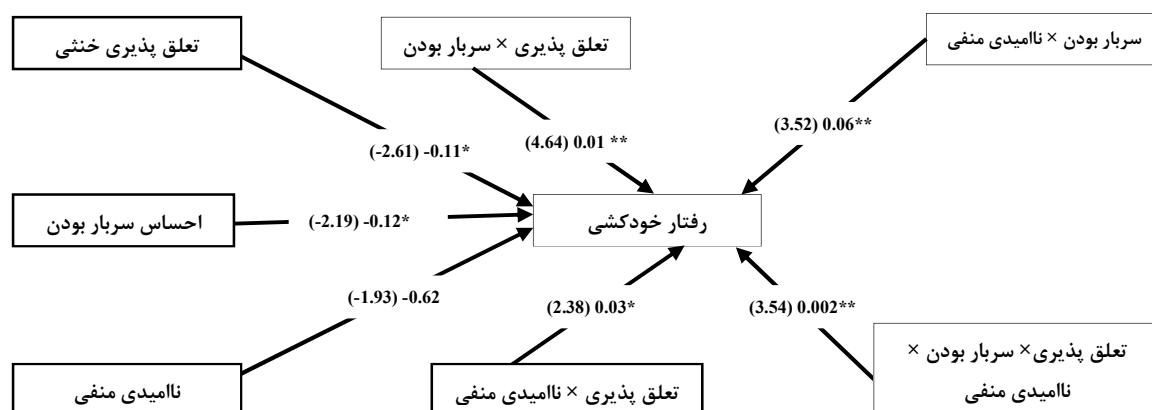 تعلق پذیری خنثی
تعلق پذیری × سربار بودن
سربار بودن × ناامیدی منفی
(-2.61) -0.11*
(4.64) 0.01 **
(3.52) 0.06**
احساس سربار بودن
(-2.19) -0.12*
رفتار خودکشی
(-1.93) -0.62
(2.38) 0.03*
(3.54) 0.002**
ناامیدی منفی
تعلق پذیری × ناامیدی منفی
تعلق پذیری× سربار بودن ×
ناامیدی منفی